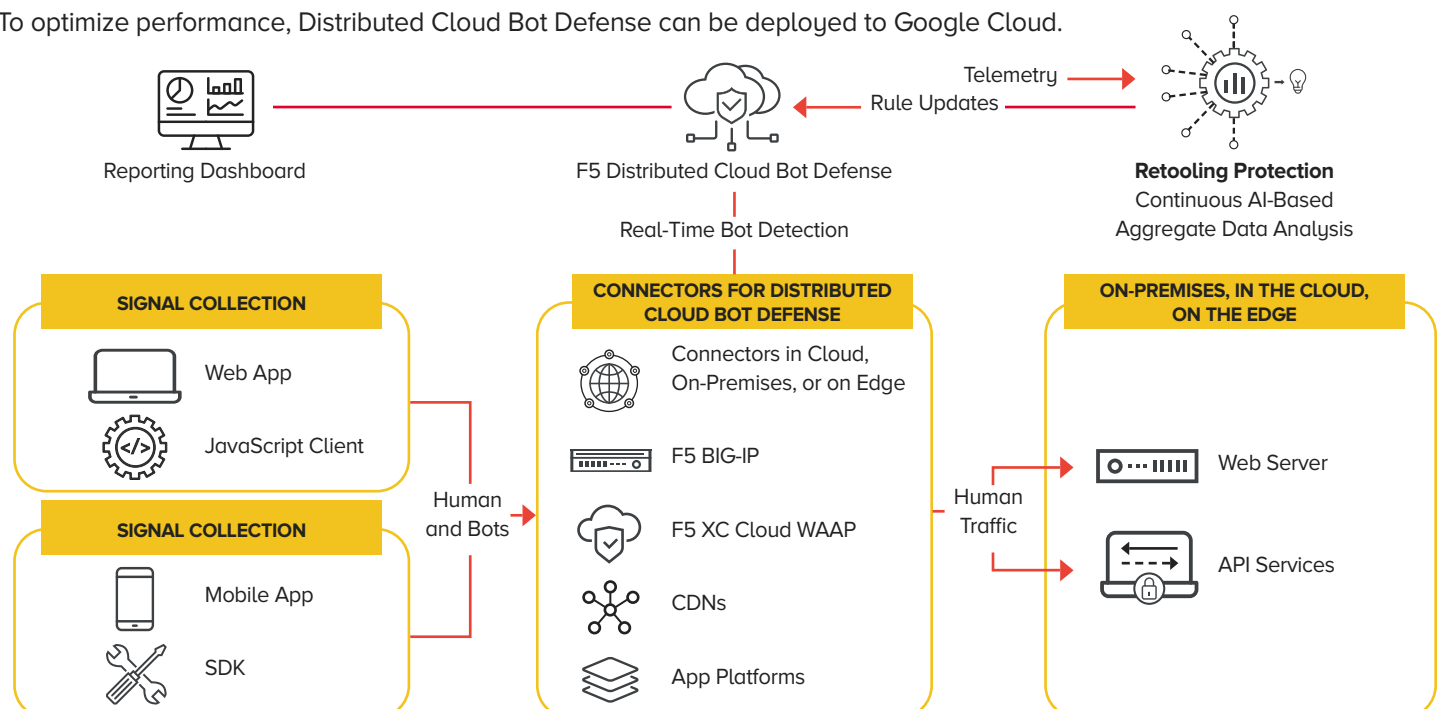 To optimize performance, Distributed Cloud Bot Defense can be deployed to Google Cloud.
Telemetry
Rule Updates
Reporting Dashboard
F5 Distributed Cloud Bot Defense
Retooling Protection
Continuous AI-Based
Aggregate Data Analysis
Real-Time Bot Detection
SIGNAL COLLECTION
Web App
JavaScript Client
SIGNAL COLLECTION
Mobile App
SDK
Human
and Bots
CONNECTORS FOR DISTRIBUTED
CLOUD BOT DEFENSE
Connectors in Cloud,
On-Premises, or on Edge
F5 BIG-IP
F5 XC Cloud WAAP
CDNs
App Platforms
Human
Traffic
ON-PREMISES, IN THE CLOUD,
ON THE EDGE
Web Server
API Services